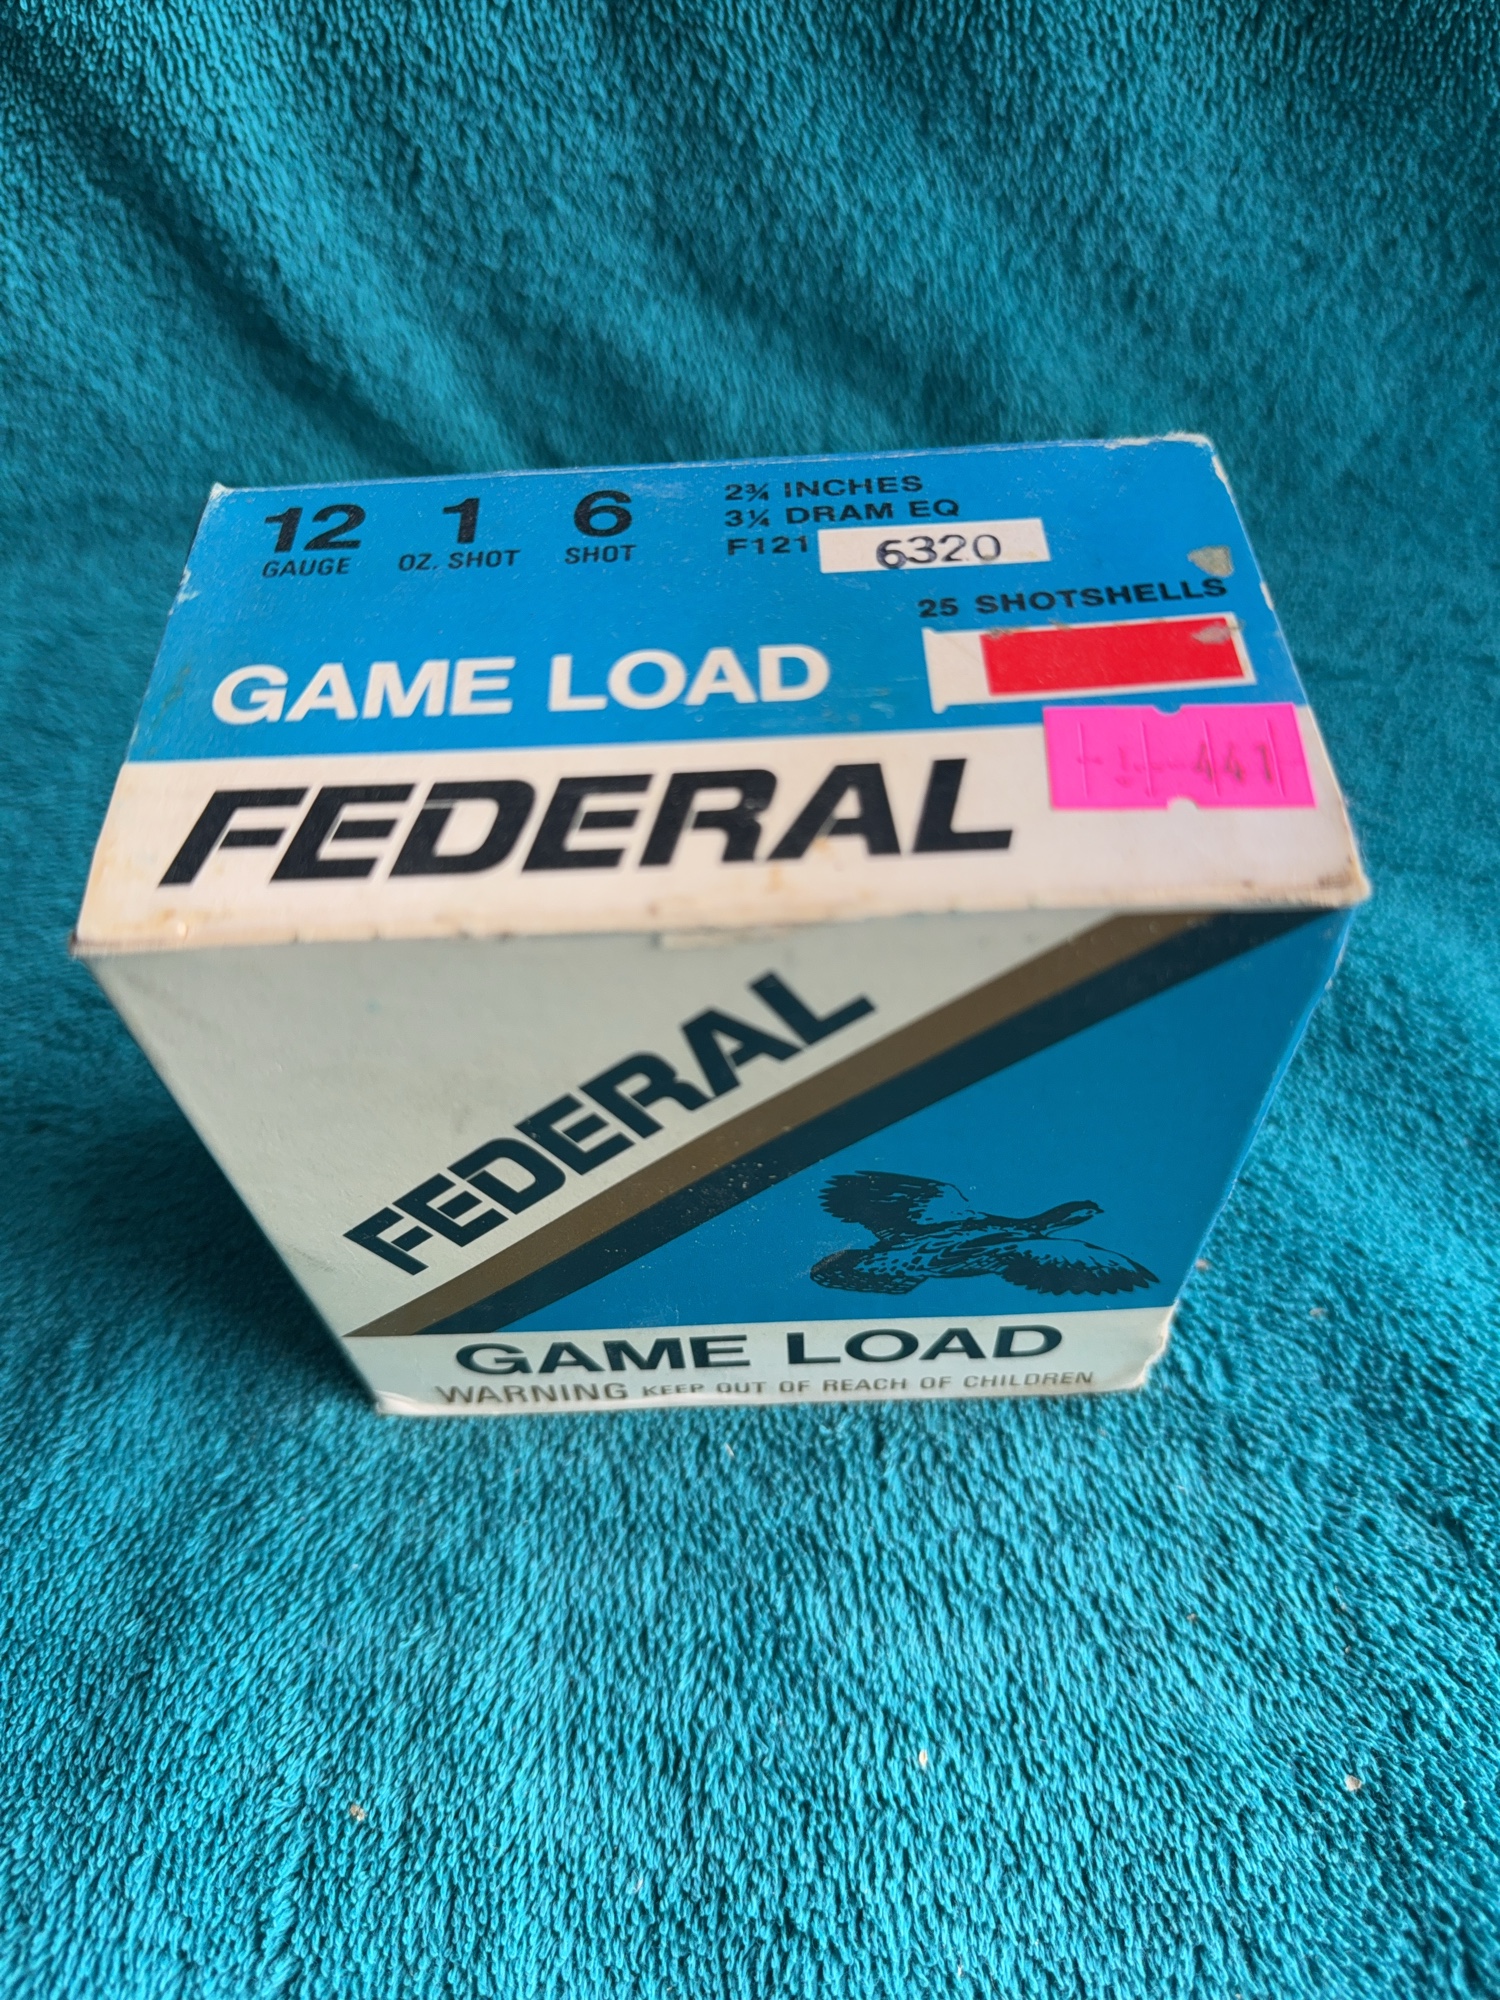 12 1 6
GAUGE OZ. SHOT SHOT
2¾ INCHES
3¼ DRAM EQ
F121 6320
25 SHOTSHELLS
GAME LOAD
FEDERAL
441
FEDERAL
GAME LOAD
WARNING KEEP OUT OF REACH OF CHILDREN